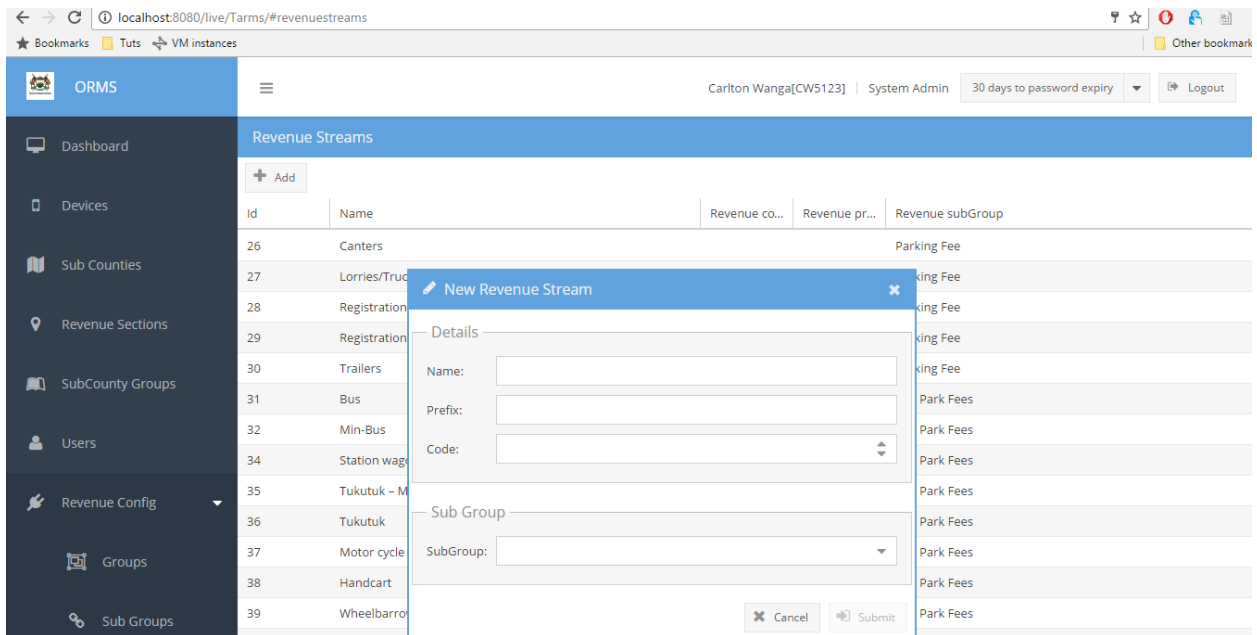 localhost:8080/live/Tarms/#revenuestreams
Bookmarks Tuts VM instances Other bookmark
ORMS Carlton Wanga[CW5123] | System Admin 30 days to password expiry Logout
Dashboard
Devices
Sub Counties
Revenue Sections
SubCounty Groups
Users
Revenue Config
Groups
Sub Groups
Revenue Streams
Add
Id Name Revenue co... Revenue pr... Revenue subGroup
26 Canters Parking Fee
27 Lorries/Truc king Fee
28 Registration king Fee
29 Registration king Fee
30 Trailers king Fee
31 Bus Park Fees
32 Min-Bus Park Fees
34 Station wag Park Fees
35 Tukutuk – M Park Fees
36 Tukutuk Park Fees
37 Motor cycle Park Fees
38 Handcart Park Fees
39 Wheelbarro Park Fees
New Revenue Stream
Details
Name:
Prefix:
Code:
Sub Group
SubGroup:
Cancel Submit